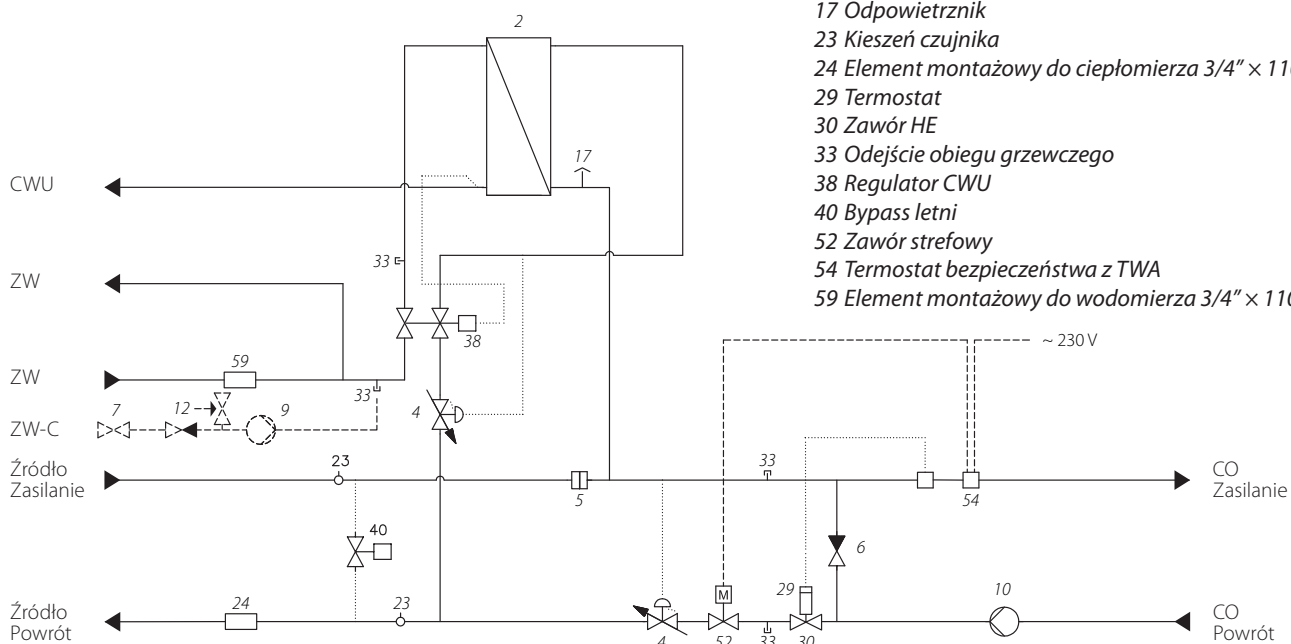 17 Odpowietrznik
23 Kieszeń czujnika
24 Element montażowy do ciepłomierza 3/4" × 110
29 Termostat
30 Zawór HE
33 Odejście obiegu grzewczego
38 Regulator CWU
40 Bypass letni
52 Zawór strefowy
54 Termostat bezpieczeństwa z TWA
59 Element montażowy do wodomierza 3/4" × 110
2
17
CWU
33
ZW
38
~ 230 V
59
ZW
33
7
12
9
4
ZW-C
Źródło
Zasilanie
23
5
33
54
CO
Zasilanie
40
6
M
29
10
24
23
Źródło
Powrót
4
52
33
30
CO
Powrót